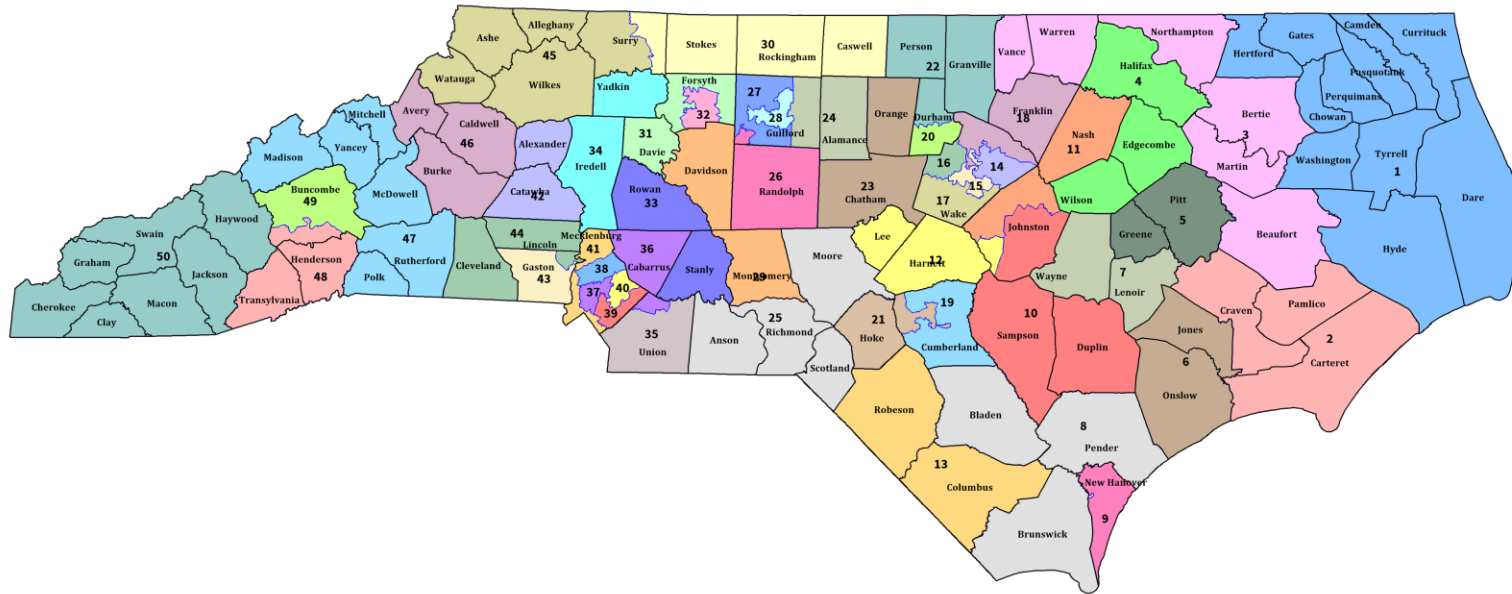 Alleghany
Ashe
45
Surry
Stokes
30
Rockingham
Caswell
Person
22
Granville
Vance
Warren
Northampton
Hertford
Gates
Camden
Currituck
Pasquotank
Perquimans
Chowan
Halifax
4
Watauga
Wilkes
Yadkin
Forsyth
32
27
28
Guilford
24
Alamance
Orange
Durham
20
Franklin
18
Nash
11
Edgecombe
Bertie
3
Martin
Washington
Tyrrell
1
Dare
Mitchell
Avery
Caldwell
46
Alexander
34
Iredell
31
Davie
Davidson
26
Randolph
23
Chatham
16
14
15
17
Wake
Wilson
Pitt
5
Madison
Yancey
Burke
Catawba
42
Rowan
33
Buncombe
49
McDowell
Haywood
Swain
50
Graham
Jackson
Cherokee
Macon
Clay
Henderson
48
Transylvania
47
Rutherford
Polk
Cleveland
44
Lincoln
Gaston
43
Mecklenburg
41
38
37
40
39
36
Cabarrus
Stanly
Montgomery
29
Moore
Lee
Harnett
12
Johnston
Wayne
Greene
7
Lenoir
Beaufort
Hyde
Craven
Pamlico
2
Carteret
Jones
6
Onslow
35
Union
Anson
25
Richmond
Scotland
21
Hoke
19
Cumberland
10
Sampson
Duplin
Robeson
Bladen
8
Pender
13
Columbus
New Hanover
9
Brunswick